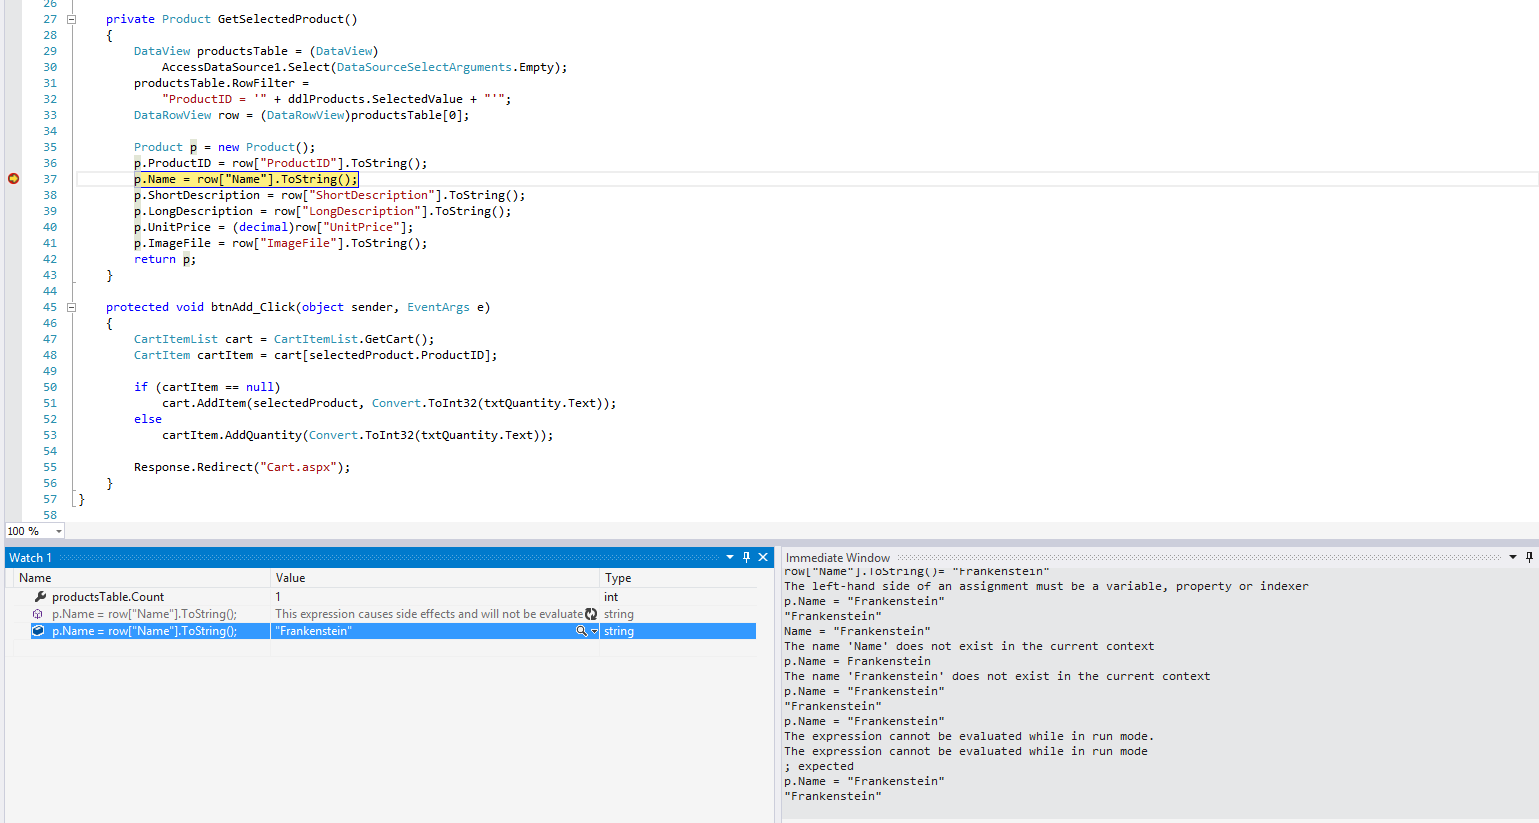 26
27 private Product GetSelectedProduct()
28 {
29 DataView productsTable = (DataView)
30 AccessDataSource1.Select(DataSourceSelectArguments.Empty);
31 productsTable.RowFilter =
32 "ProductID = '" + ddlProducts.SelectedValue + "'";
33 DataRowView row = (DataRowView)productsTable[0];
34
35 Product p = new Product();
36 p.ProductID = row["ProductID"].ToString();
37 p.Name = row["Name"].ToString();
38 p.ShortDescription = row["ShortDescription"].ToString();
39 p.LongDescription = row["LongDescription"].ToString();
40 p.UnitPrice = (decimal)row["UnitPrice"];
41 p.ImageFile = row["ImageFile"].ToString();
42 return p;
43 }
44
45 protected void btnAdd_Click(object sender, EventArgs e)
46 {
47 CartItemList cart = CartItemList.GetCart();
48 CartItem cartItem = cart[selectedProduct.ProductID];
49
50 if (cartItem == null)
51 cart.AddItem(selectedProduct, Convert.ToInt32(txtQuantity.Text));
52 else
53 cartItem.AddQuantity(Convert.ToInt32(txtQuantity.Text));
54
55 Response.Redirect("Cart.aspx");
56 }
57 }
58
100 %
Watch 1
Name Value Type
productsTable.Count 1 int
p.Name = row["Name"].ToString(); This expression causes side effects and will not be evaluate string
p.Name = row["Name"].ToString(); "Frankenstein" string
Immediate Window
row["Name"].ToString()= "Frankenstein"
The left-hand side of an assignment must be a variable, property or indexer
p.Name = "Frankenstein"
"Frankenstein"
Name = "Frankenstein"
The name 'Name' does not exist in the current context
p.Name = Frankenstein
The name 'Frankenstein' does not exist in the current context
p.Name = "Frankenstein"
"Frankenstein"
p.Name = "Frankenstein"
The expression cannot be evaluated while in run mode.
The expression cannot be evaluated while in run mode
; expected
p.Name = "Frankenstein"
"Frankenstein"